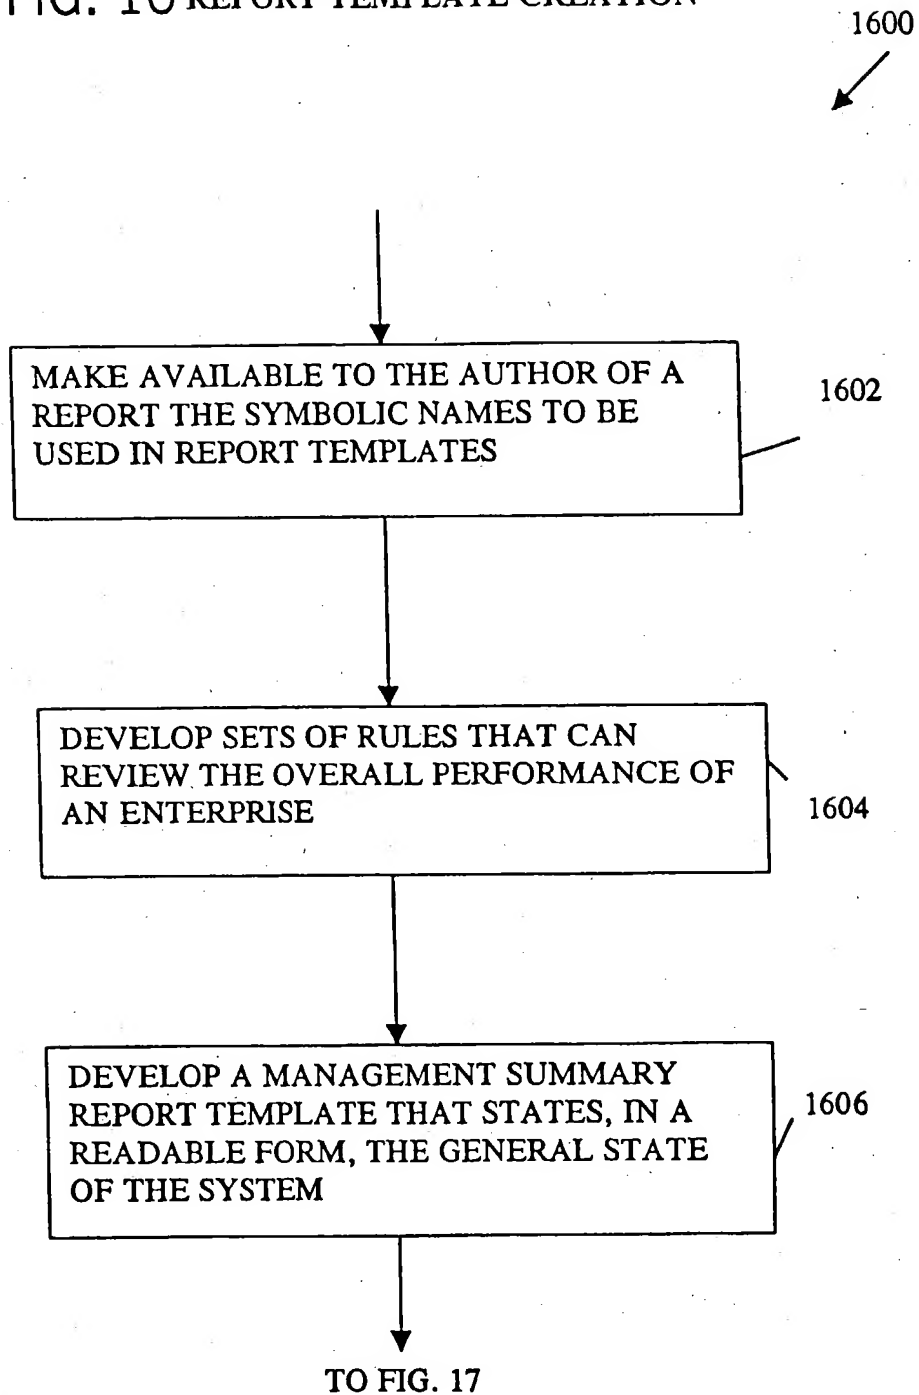 FIG. 16 REPORT TEMPLATE CREATION
1600
MAKE AVAILABLE TO THE AUTHOR OF A
REPORT THE SYMBOLIC NAMES TO BE
USED IN REPORT TEMPLATES
1602
DEVELOP SETS OF RULES THAT CAN
REVIEW THE OVERALL PERFORMANCE OF
AN ENTERPRISE
1604
DEVELOP A MANAGEMENT SUMMARY
REPORT TEMPLATE THAT STATES, IN A
READABLE FORM, THE GENERAL STATE
OF THE SYSTEM
1606
TO FIG. 17